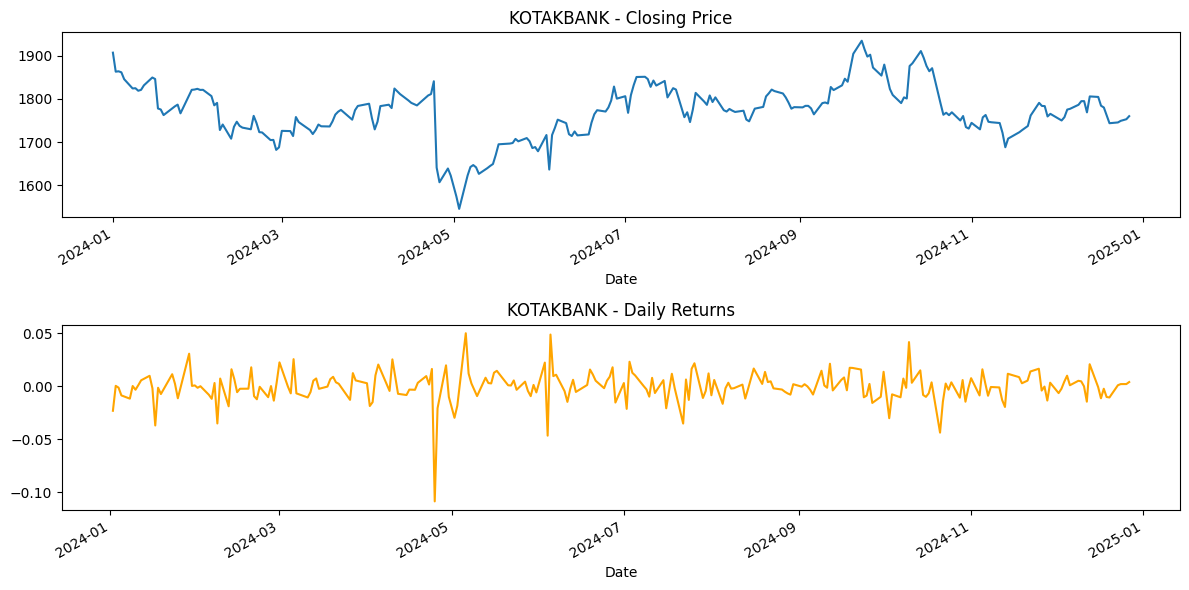 KOTAKBANK - Closing Price
1900
1800
1700
1600
2024-01 2024-03 2024-05 2024-07 2024-09 2024-11 2025-01
Date
KOTAKBANK - Daily Returns
0.05
0.00
−0.05
−0.10
2024-01 2024-03 2024-05 2024-07 2024-09 2024-11 2025-01
Date